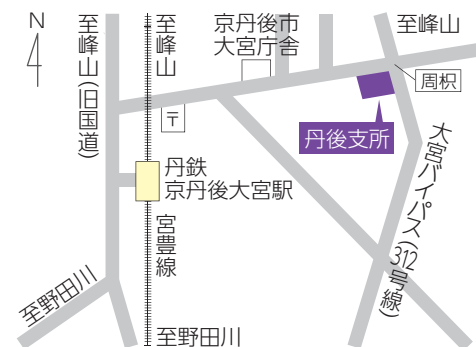 N
至峰山(旧国道)
至峰山
京丹後市
大宮庁舎
至峰山
周枳
〒
丹後支所
丹鉄
京丹後大宮駅
宮豊線
大宮バイパス(312号線)
至野田川
至野田川